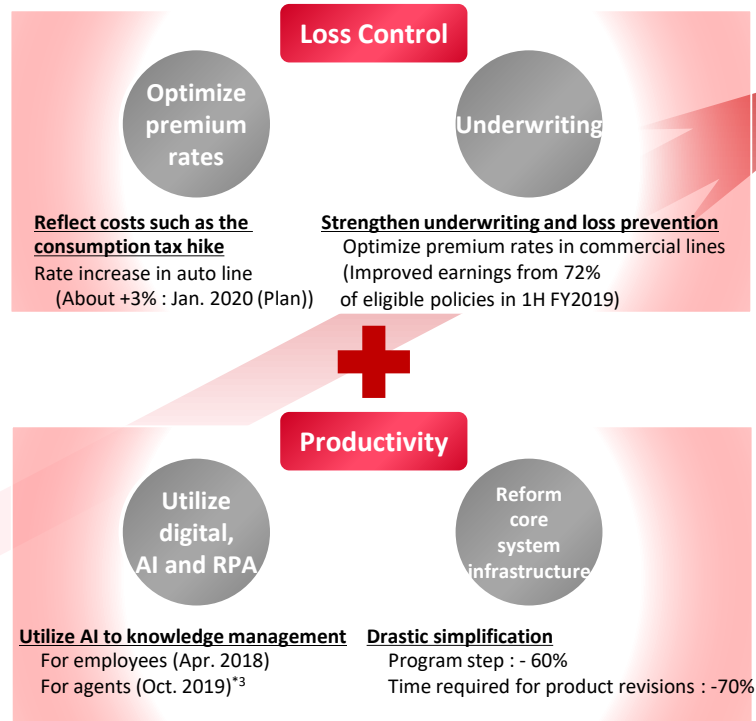 Loss Control
Optimize
premium
rates
Underwriting
Reflect costs such as the
consumption tax hike
Rate increase in auto line
(About +3% : Jan. 2020 (Plan))
Strengthen underwriting and loss prevention
Optimize premium rates in commercial lines
(Improved earnings from 72%
of eligible policies in 1H FY2019)
Productivity
Utilize
digital,
AI and RPA
Reform
core
system
infrastructure
Utilize AI to knowledge management
For employees (Apr. 2018)
For agents (Oct. 2019)*3
Drastic simplification
Program step : - 60%
Time required for product revisions : -70%